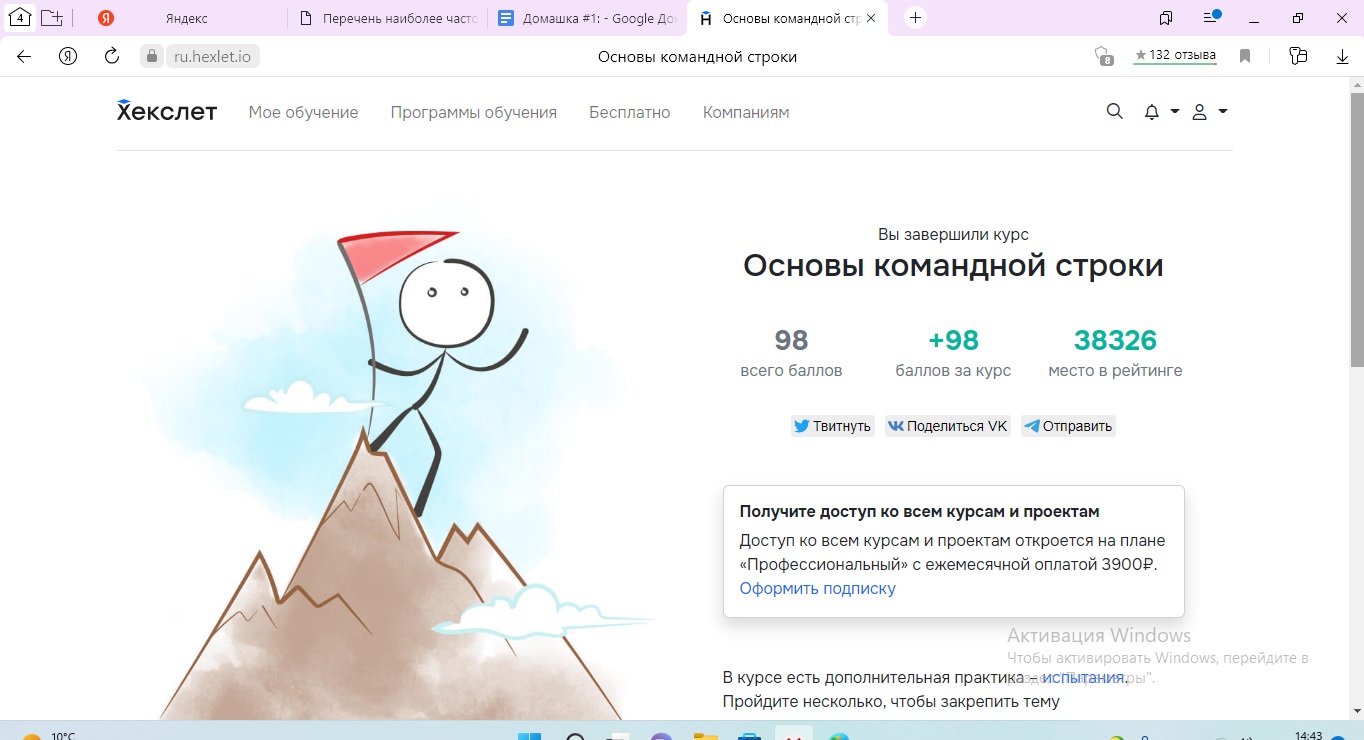 4
Я
Яндекс
Перечень наиболее часто
Домашка #1: - Google До
Основы командной стр
Я
ru.hexlet.io
Основы командной строки
8
132 отзыва
Хекслет
Мое обучение
Программы обучения
Бесплатно
Компаниям
Вы завершили курс
Основы командной строки
98
+98
38326
всего баллов
баллов за курс
место в рейтинге
Твитнуть
Поделиться VK
Отправить
Получите доступ ко всем курсам и проектам
Доступ ко всем курсам и проектам откроется на плане
«Профессиональный» с ежемесячной оплатой 3900₽.
Оформить подписку
Активация Windows
Чтобы активировать Windows, перейдите в
раздел "Параметры".
В курсе есть дополнительная практика – испытания.
Пройдите несколько, чтобы закрепить тему
10°C
14:43